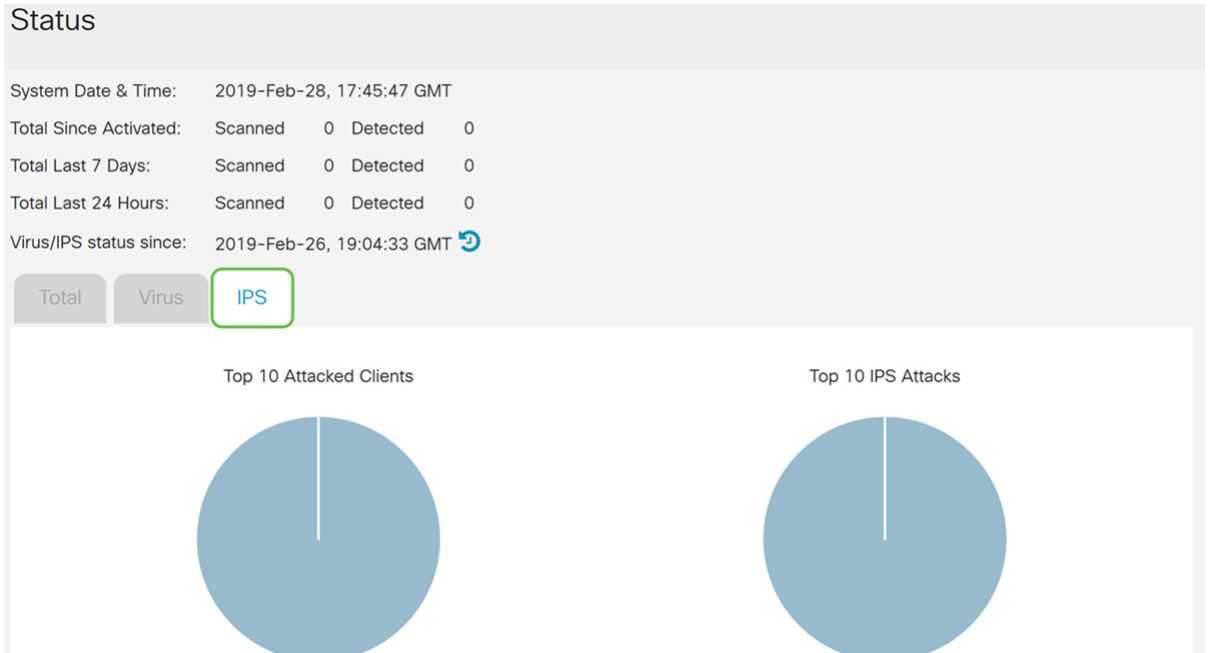 Status
System Date & Time: 2019-Feb-28, 17:45:47 GMT
Total Since Activated: Scanned 0 Detected 0
Total Last 7 Days: Scanned 0 Detected 0
Total Last 24 Hours: Scanned 0 Detected 0
Virus/IPS status since: 2019-Feb-26, 19:04:33 GMT
Total Virus IPS
Top 10 Attacked Clients Top 10 IPS Attacks